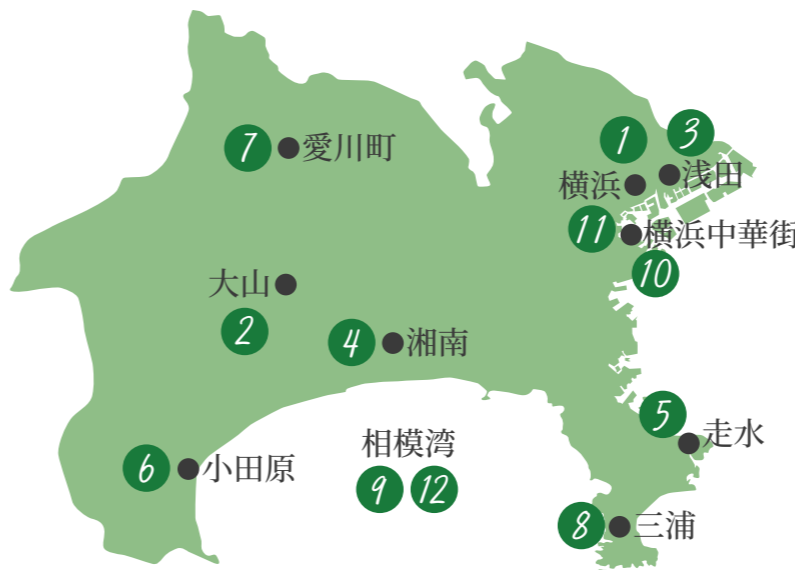 1
3
7 愛川町
横浜
浅田
11 横浜中華街
10
大山
2
4 湘南
5 走水
相模湾
9 12
6 小田原
8 三浦